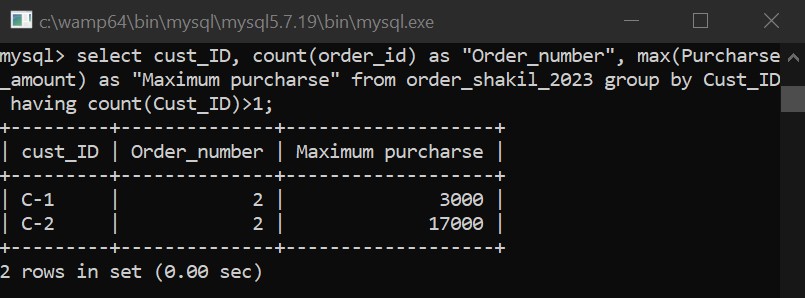 c:\wamp64\bin\mysql\mysql5.7.19\bin\mysql.exe
mysql> select cust_ID, count(order_id) as "Order_number", max(Purcharse
_amount) as "Maximum purcharse" from order_shakil_2023 group by Cust_ID
 having count(Cust_ID)>1;
+---------+--------------+-------------------+
| cust_ID | Order_number | Maximum purcharse |
+---------+--------------+-------------------+
| C-1     |            2 |              3000 |
| C-2     |            2 |             17000 |
+---------+--------------+-------------------+
2 rows in set (0.00 sec)